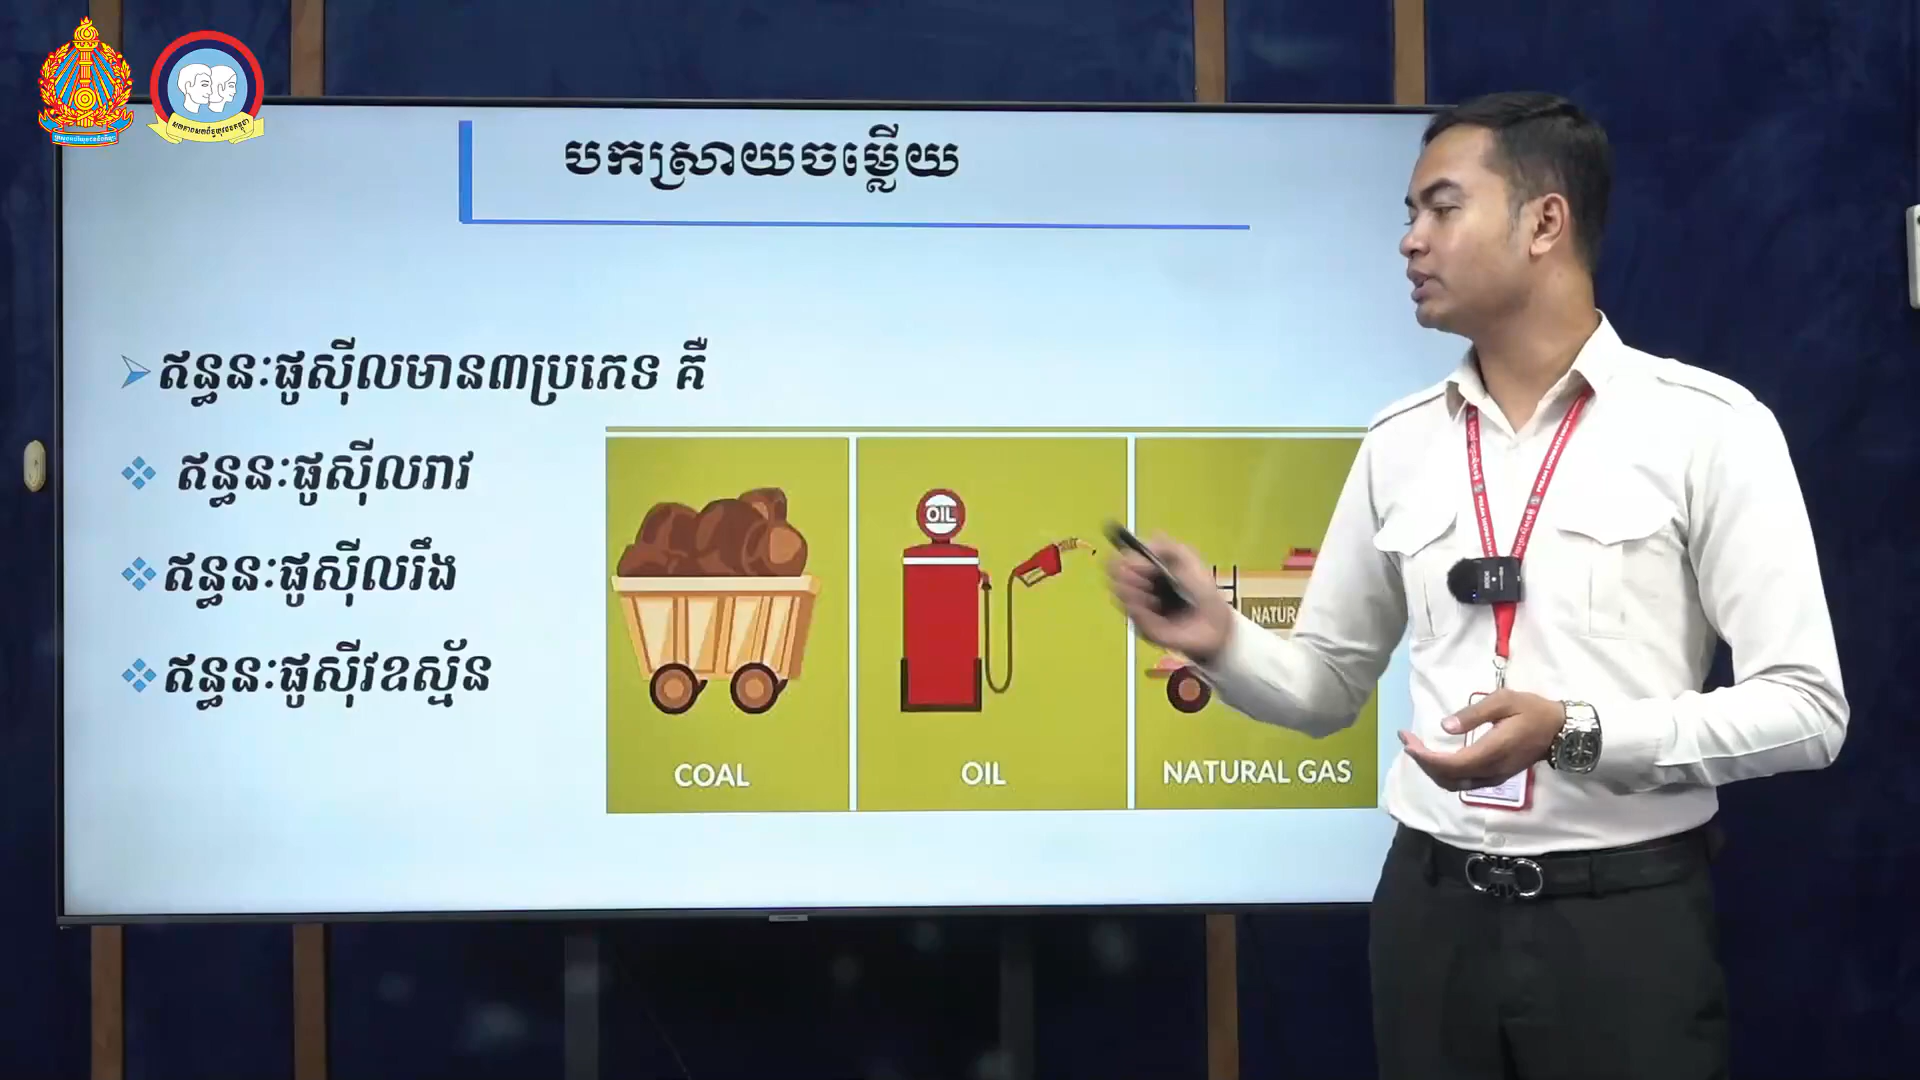 បកស្រាយចម្លើយ
ឥន្ធនៈផូស៊ីលមាន៣ប្រភេទ គឺ
ឥន្ធនៈផូស៊ីលរាវ
ឥន្ធនៈផូស៊ីលរឹង
ឥន្ធនៈផូស៊ីវឧស្ម័ន
OIL
NATUR
COAL
OIL
NATURAL GAS